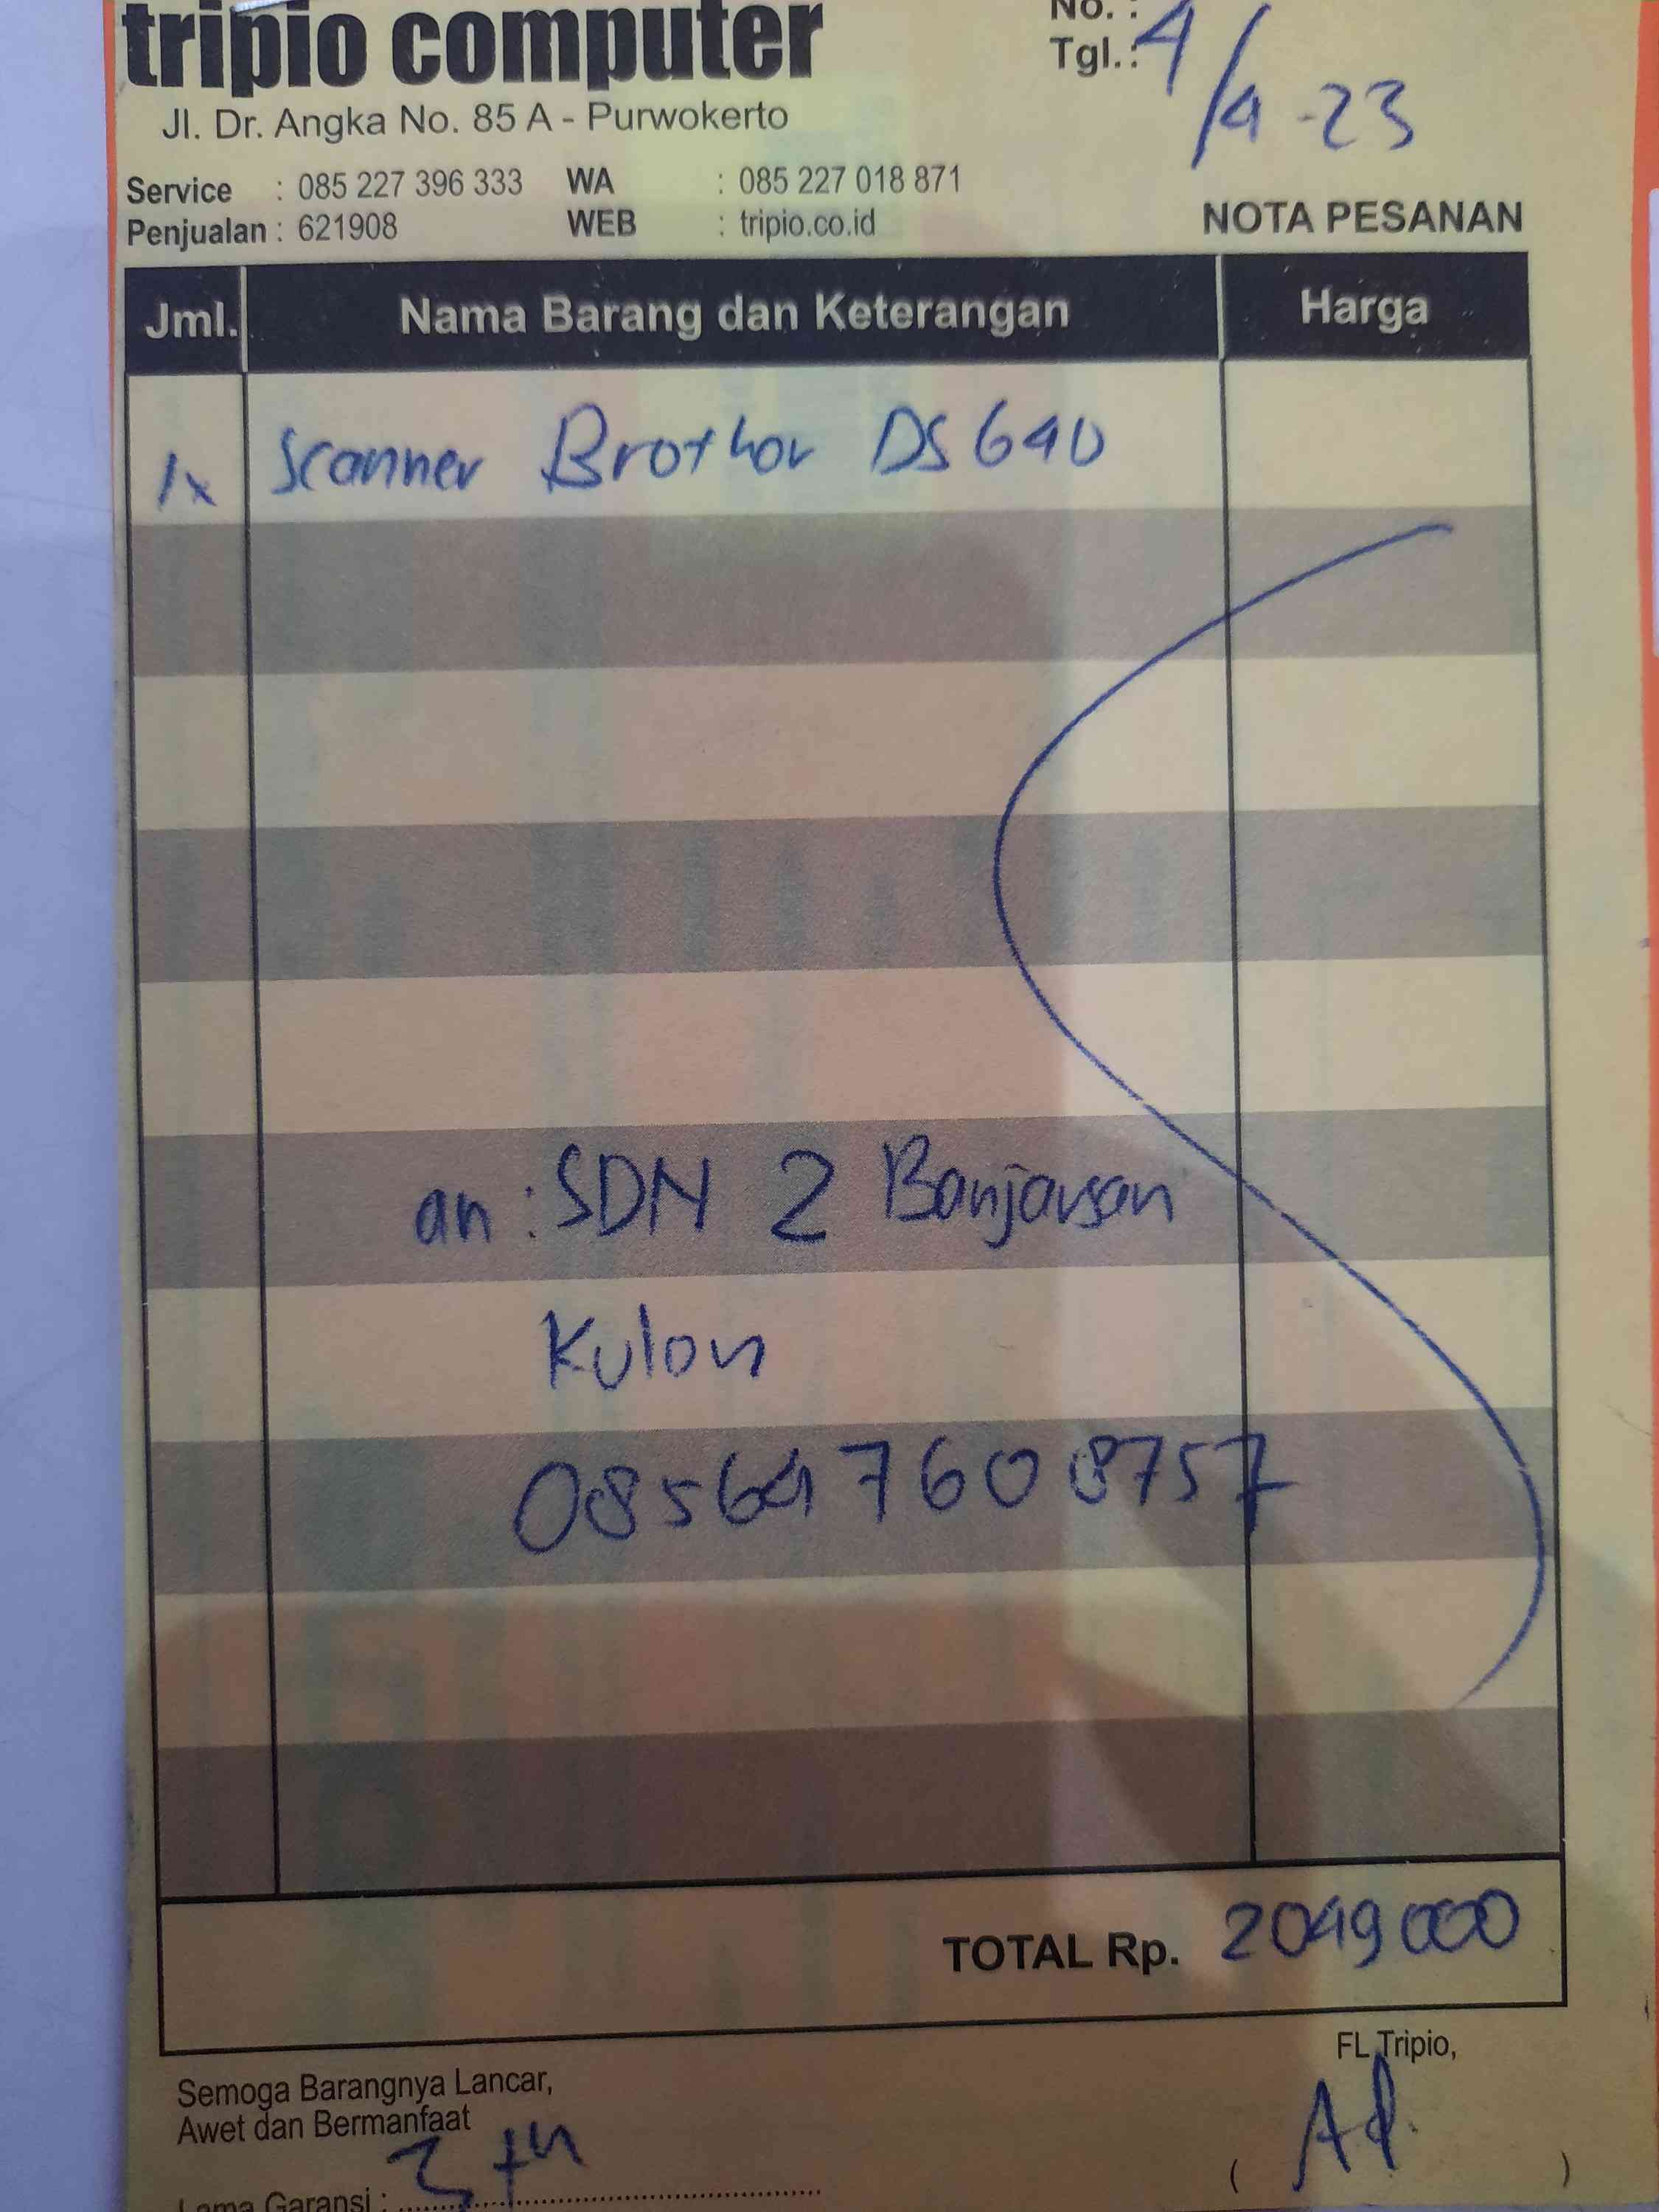 tripio computer
No. :
Tgl. : 4/4-23
Jl. Dr. Angka No. 85 A - Purwokerto
Service : 085 227 396 333 WA : 085 227 018 871
Penjualan : 621908 WEB : tripio.co.id
NOTA PESANAN
Jml. Nama Barang dan Keterangan Harga
1x Scanner Brother DS 640
an : SDN 2 Banjarsan
Kulon
085647608757
TOTAL Rp. 2049000
FL Tripio,
Semoga Barangnya Lancar,
Awet dan Bermanfaat
Lama Garansi : 3 th
( Ad. )